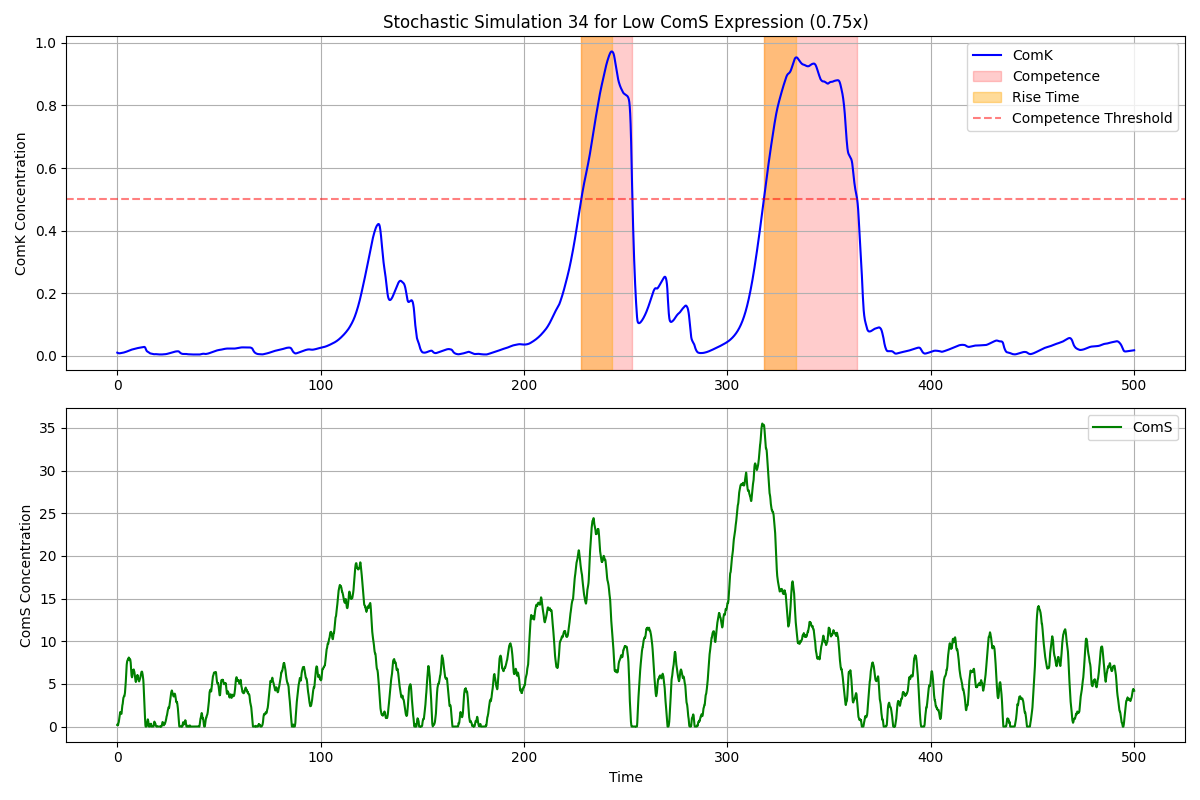 Stochastic Simulation 34 for Low ComS Expression (0.75x)
ComK Concentration
1.0
0.8
0.6
0.4
0.2
0.0
ComK
Competence
Rise Time
Competence Threshold
0 100 200 300 400 500
ComS Concentration
35
30
25
20
15
10
5
0
ComS
0 100 200 300 400 500
Time